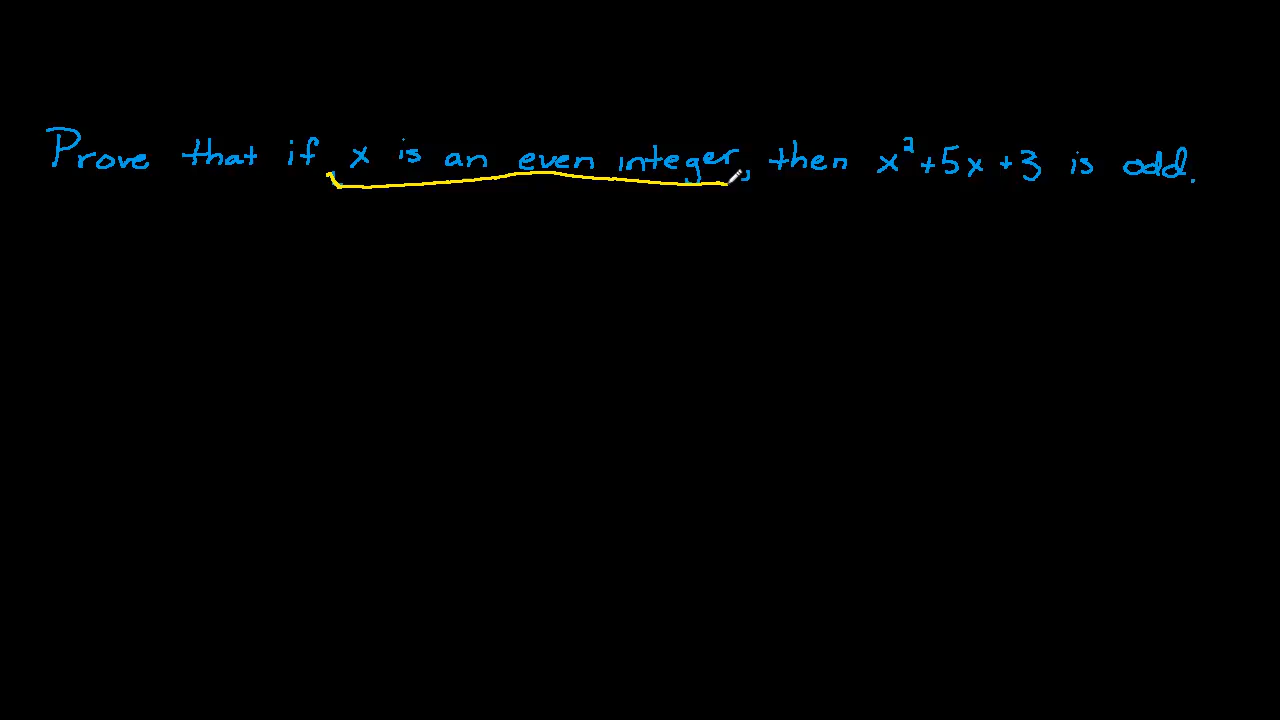 Prove that if x is an even integer, then x²+5x+3 is odd.